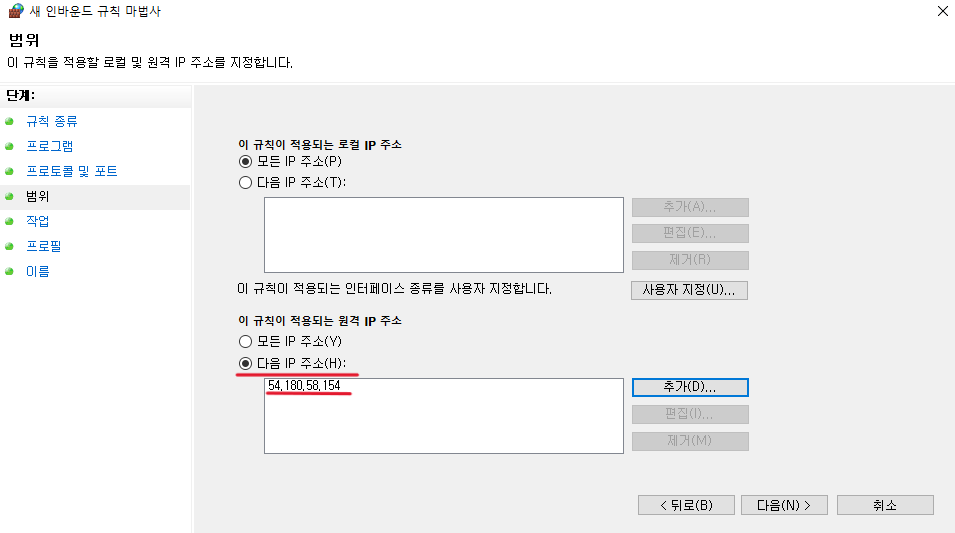 새 인바운드 규칙 마법사
범위
이 규칙을 적용할 로컬 및 원격 IP 주소를 지정합니다.
단계:
규칙 종류
프로그램
프로토콜 및 포트
범위
작업
프로필
이름
이 규칙이 적용되는 로컬 IP 주소
모든 IP 주소(P)
다음 IP 주소(T):
추가(A)...
편집(E)...
제거(R)
이 규칙이 적용되는 인터페이스 종류를 사용자 지정합니다.
사용자 지정(U)...
이 규칙이 적용되는 원격 IP 주소
모든 IP 주소(Y)
다음 IP 주소(H):
54.180.58.154
추가(D)...
편집(I)...
제거(M)
< 뒤로(B)
다음(N) >
취소